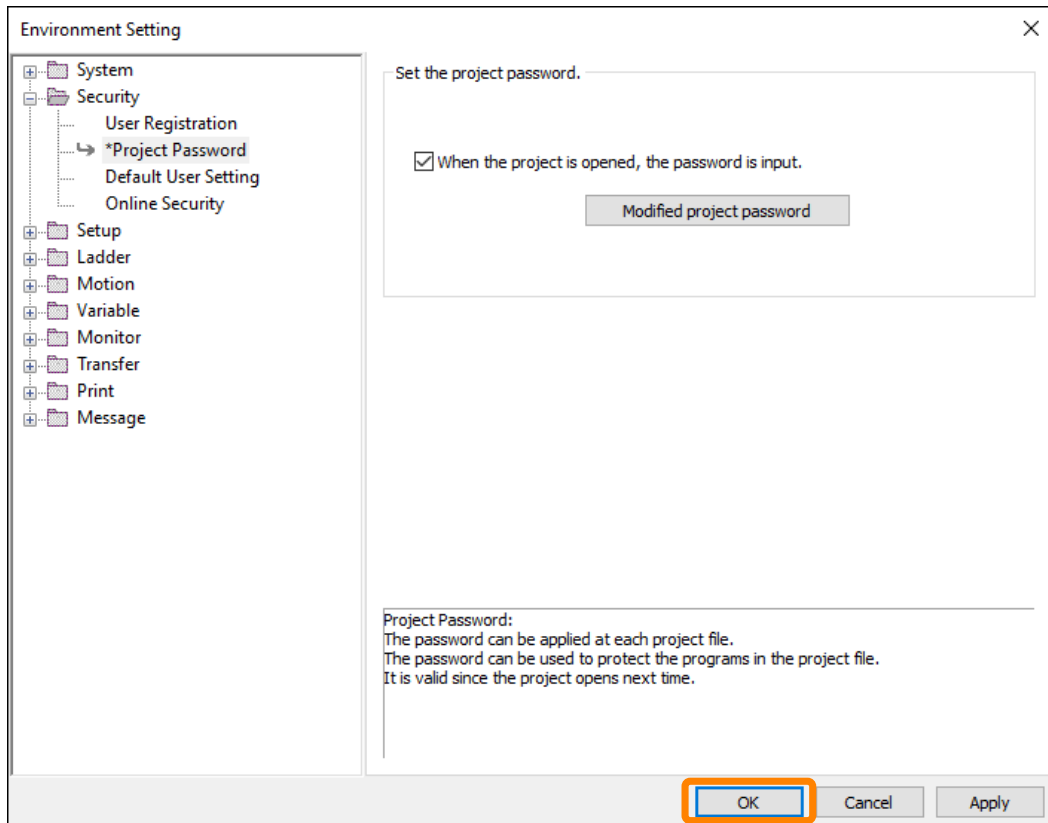 Environment Setting
System
Security
User Registration
*Project Password
Default User Setting
Online Security
Setup
Ladder
Motion
Variable
Monitor
Transfer
Print
Message
Set the project password.
When the project is opened, the password is input.
Modified project password
Project Password:
The password can be applied at each project file.
The password can be used to protect the programs in the project file.
It is valid since the project opens next time.
OK
Cancel
Apply